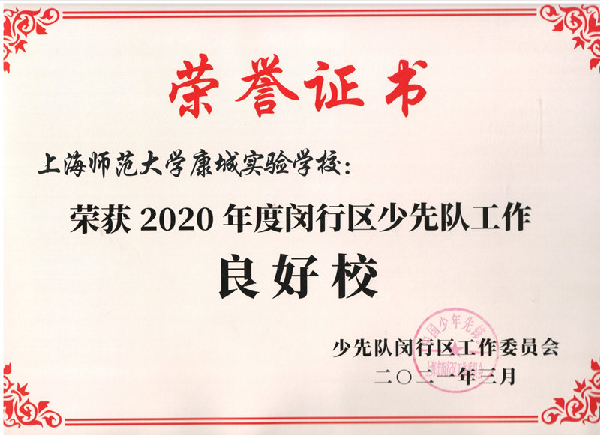 荣誉证书
上海师范大学康城实验学校：
荣获 2020 年度闵行区少先队工作
良好校
少先队闵行区工作委员会
二〇二一年三月